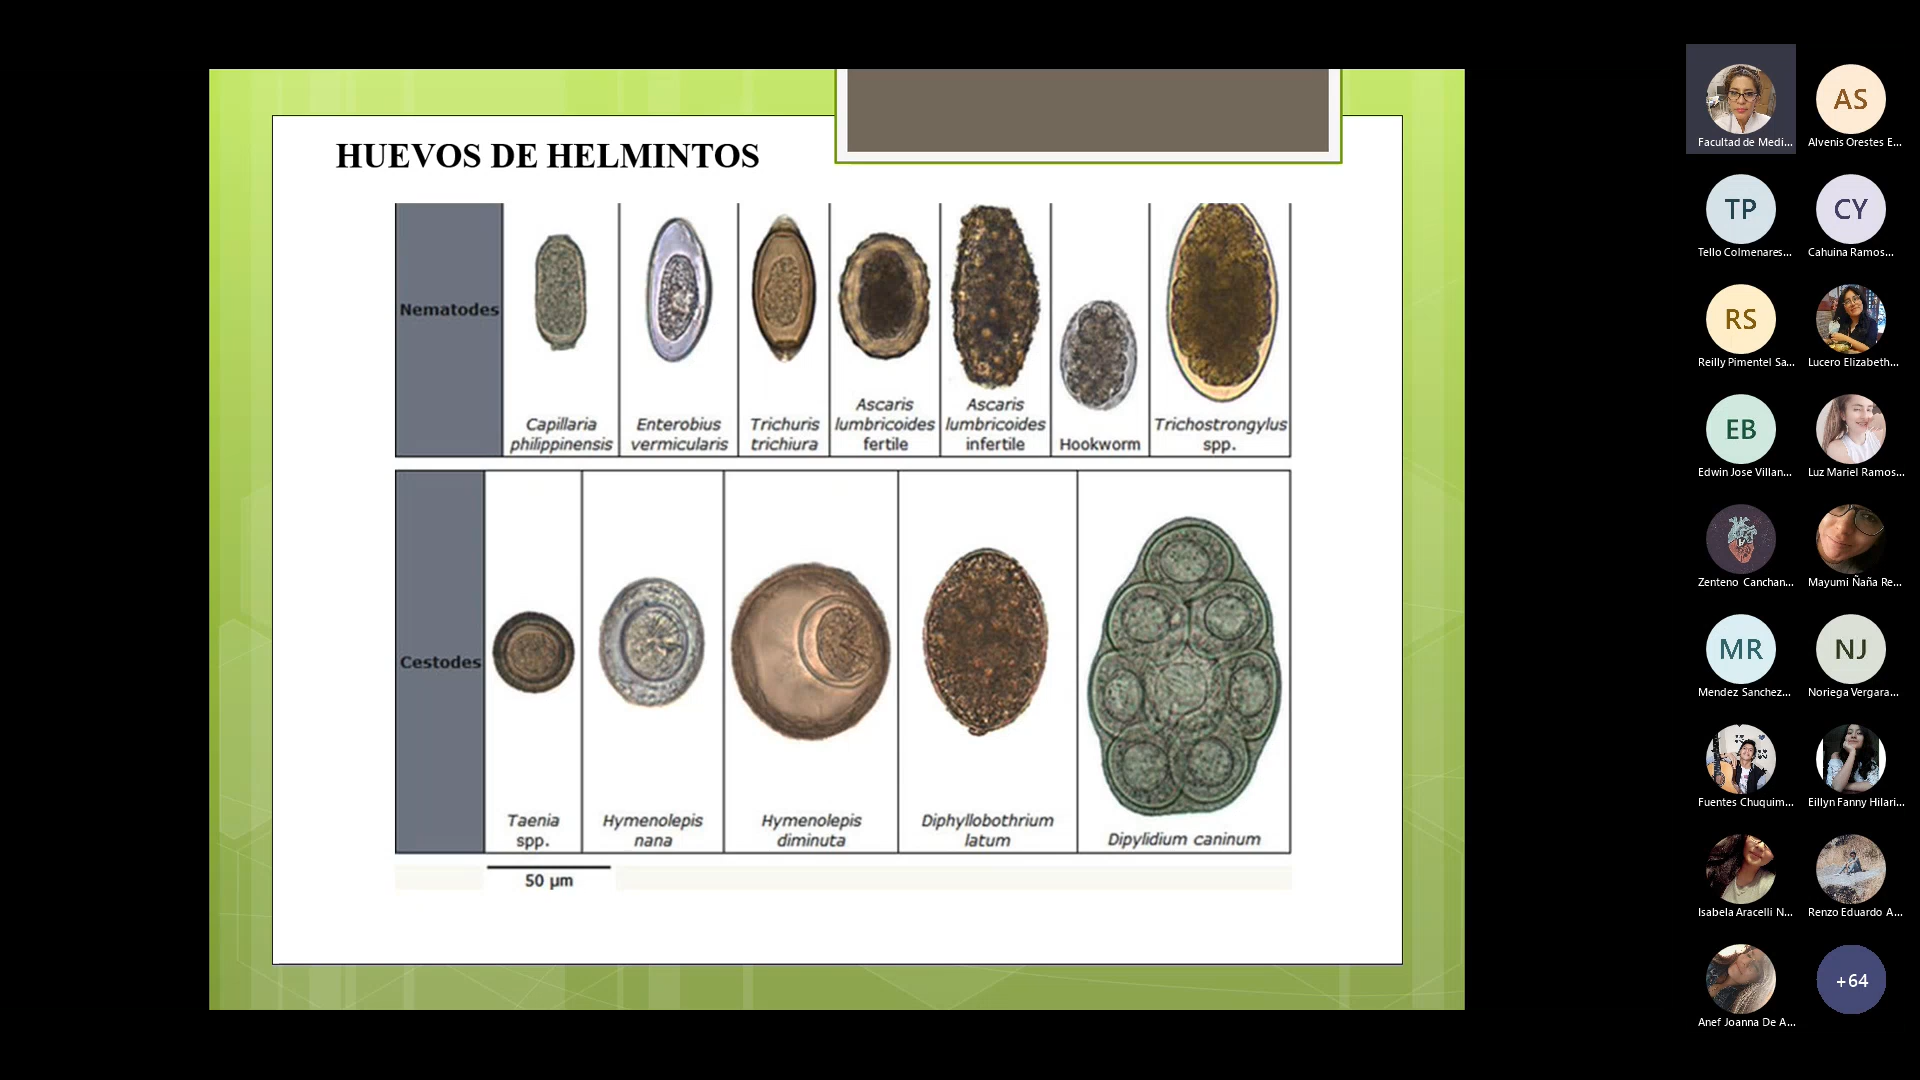 HUEVOS DE HELMINTOS
Nematodes
Capillaria
philippinensis
Enterobius
vermicularis
Trichuris
trichiura
Ascaris
lumbricoides
fertile
Ascaris
lumbricoides
infertile
Hookworm
Trichostrongylus
spp.
Cestodes
Taenia
spp.
Hymenolepis
nana
Hymenolepis
diminuta
Diphyllobothrium
latum
Dipylidium caninum
50 µm
Facultad de Medi...
AS
Alvenis Orestes E...
TP
Tello Colmenares...
CY
Cahuina Ramos...
RS
Reilly Pimentel Sa...
Lucero Elizabeth...
EB
Edwin Jose Villan...
Luz Mariel Ramos...
Zenteno Canchan...
Mayumi Ñaña Re...
MR
Mendez Sanchez...
NJ
Noriega Vergara...
Fuentes Chuquim...
Eillyn Fanny Hilari...
Isabela Aracelli N...
Renzo Eduardo A...
Anef Joanna De A...
+64